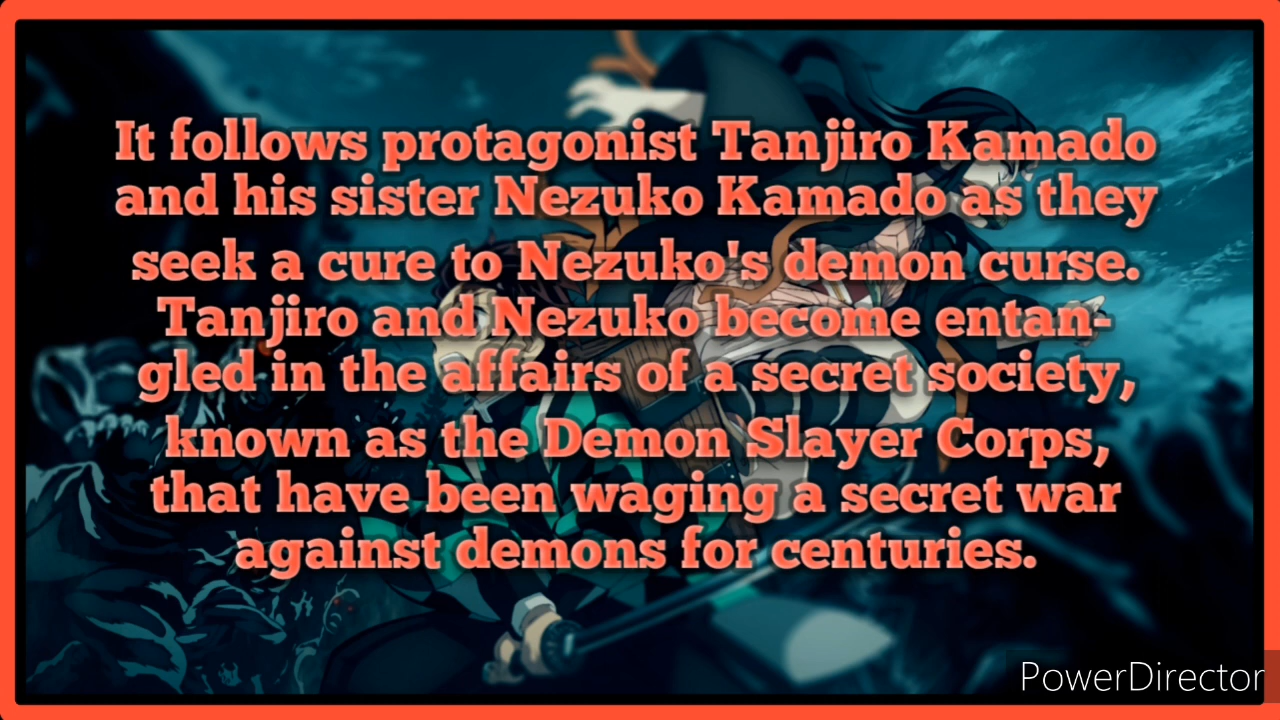 It follows protagonist Tanjiro Kamado
and his sister Nezuko Kamado as they
seek a cure to Nezuko's demon curse.
Tanjiro and Nezuko become entan-
gled in the affairs of a secret society,
known as the Demon Slayer Corps,
that have been waging a secret war
against demons for centuries.
PowerDirector